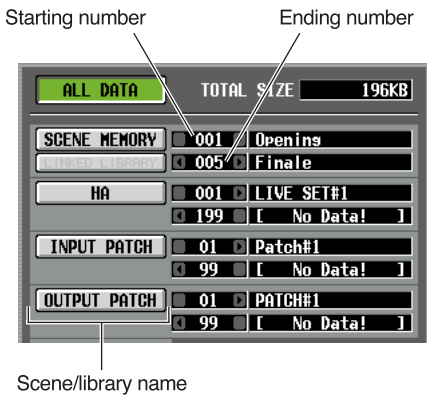 Starting number Ending number
ALL DATA TOTAL SIZE 196KB
SCENE MEMORY 001 Opening
LINKED LIBRARY 005 Finale
HA 001 LIVE SET#1
199 [ No Data! ]
INPUT PATCH 01 Patch#1
99 [ No Data! ]
OUTPUT PATCH 01 PATCH#1
99 [ No Data! ]
Scene/library name